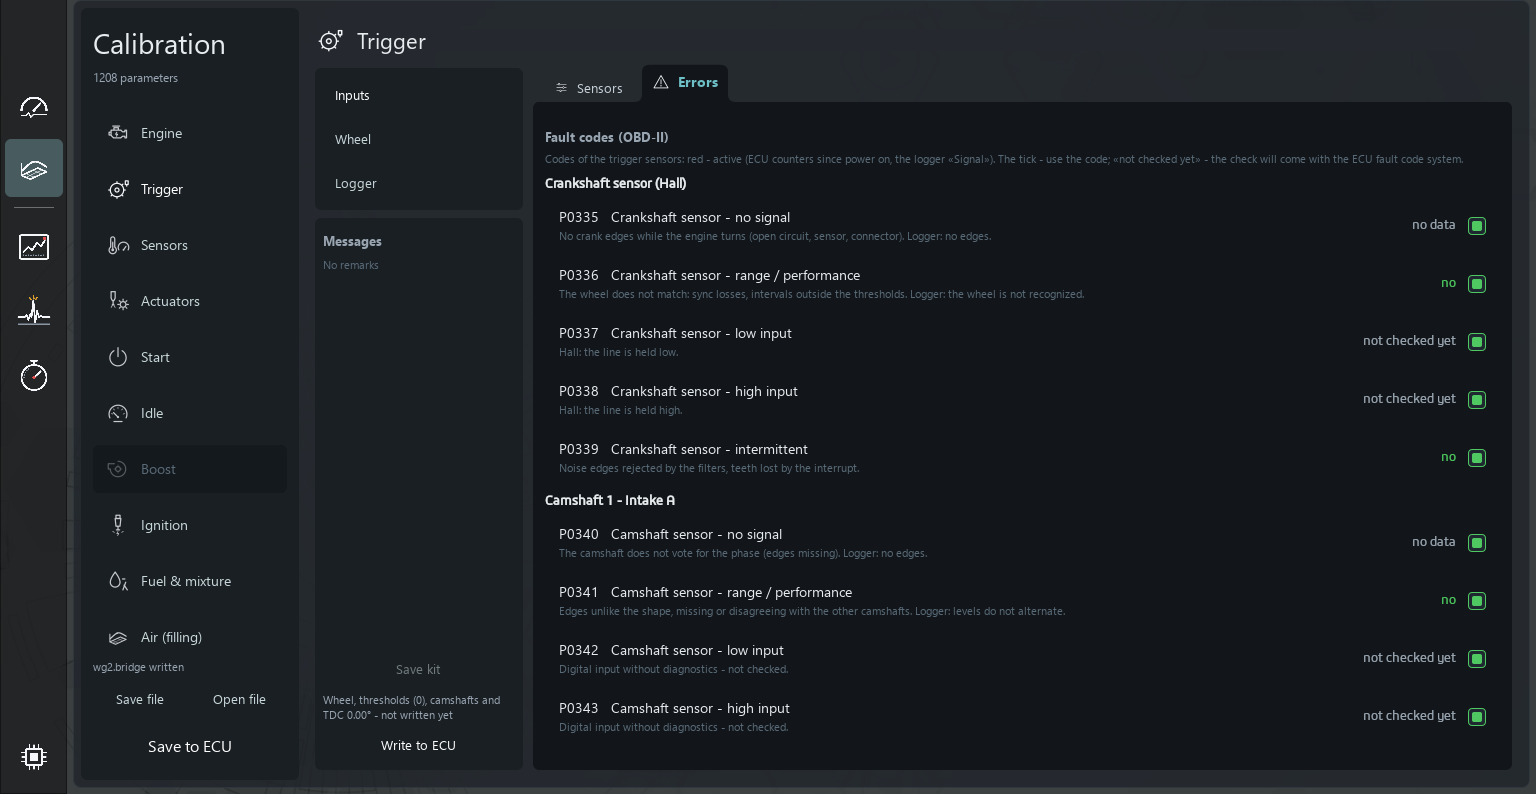 Calibration
1208 parameters
Engine
Trigger
Sensors
Actuators
Start
Idle
Boost
Ignition
Fuel & mixture
Air (filling)
wg2.bridge written
Save file
Open file
Save to ECU
Trigger
Inputs
Wheel
Logger
Messages
No remarks
Save kit
Wheel, thresholds (0), camshafts and
TDC 0.00° - not written yet
Write to ECU
Sensors
Errors
Fault codes (OBD-II)
Codes of the trigger sensors: red - active (ECU counters since power on, the logger «Signal»). The tick - use the code; «not checked yet» - the check will come with the ECU fault code system.
Crankshaft sensor (Hall)
P0335 Crankshaft sensor - no signal
No crank edges while the engine turns (open circuit, sensor, connector). Logger: no edges.
no data
P0336 Crankshaft sensor - range / performance
The wheel does not match: sync losses, intervals outside the thresholds. Logger: the wheel is not recognized.
no
P0337 Crankshaft sensor - low input
Hall: the line is held low.
not checked yet
P0338 Crankshaft sensor - high input
Hall: the line is held high.
not checked yet
P0339 Crankshaft sensor - intermittent
Noise edges rejected by the filters, teeth lost by the interrupt.
no
Camshaft 1 - Intake A
P0340 Camshaft sensor - no signal
The camshaft does not vote for the phase (edges missing). Logger: no edges.
no data
P0341 Camshaft sensor - range / performance
Edges unlike the shape, missing or disagreeing with the other camshafts. Logger: levels do not alternate.
no
P0342 Camshaft sensor - low input
Digital input without diagnostics - not checked.
not checked yet
P0343 Camshaft sensor - high input
Digital input without diagnostics - not checked.
not checked yet